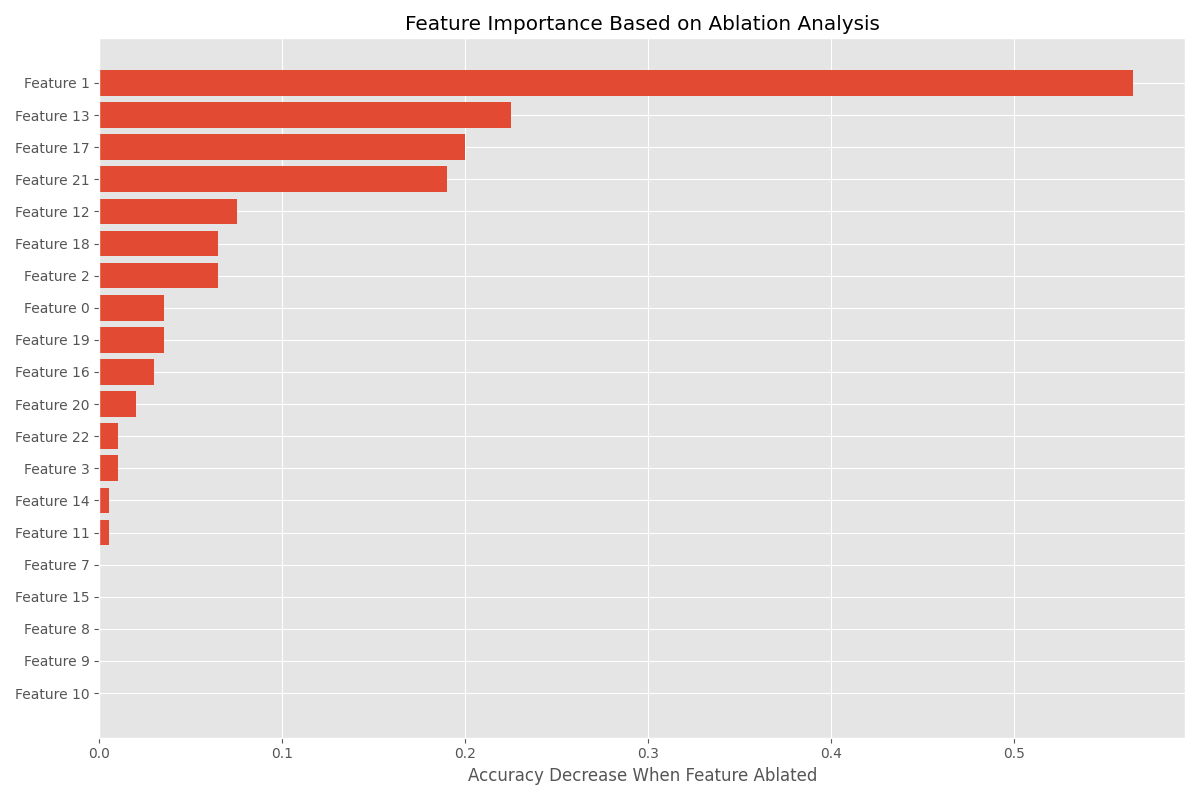 Feature Importance Based on Ablation Analysis
Feature 1
Feature 13
Feature 17
Feature 21
Feature 12
Feature 18
Feature 2
Feature 0
Feature 19
Feature 16
Feature 20
Feature 22
Feature 3
Feature 14
Feature 11
Feature 7
Feature 15
Feature 8
Feature 9
Feature 10
0.0 0.1 0.2 0.3 0.4 0.5
Accuracy Decrease When Feature Ablated